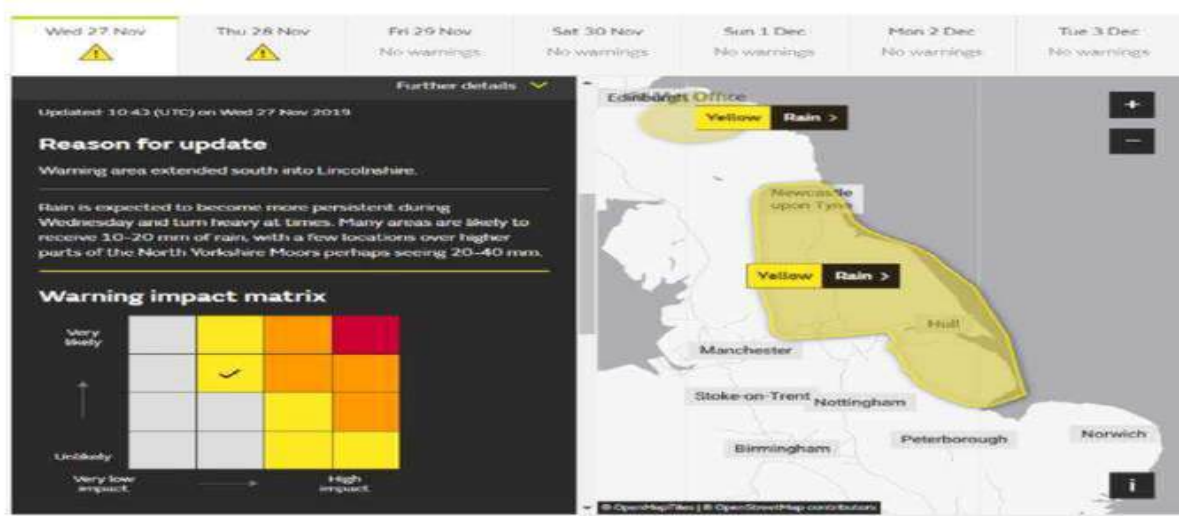 Wed 27 Nov
Thu 28 Nov
Fri 29 Nov
No warnings
Sat 30 Nov
No warnings
Sun 1 Dec
No warnings
Mon 2 Dec
No warnings
Tue 3 Dec
No warnings
Further details
Updated: 10:43 (UTC) on Wed 27 Nov 2019
Reason for update
Warning area extended south into Lincolnshire.
Rain is expected to become more persistent during
Wednesday and turn heavy at times. Many areas are likely to
receive 10-20 mm of rain, with a few locations over higher
parts of the North Yorkshire Moors perhaps seeing 20-40 mm.
Warning impact matrix
Very
likely
Unlikely
Very low
impact
High
impact
Edinburgh
Office
Yellow Rain >
Newcastle
upon Tyne
Yellow Rain >
Hull
Manchester
Stoke-on-Trent
Nottingham
Birmingham
Peterborough
Norwich
+
−
i
© OpenMapTiles | © OpenStreetMap contributors